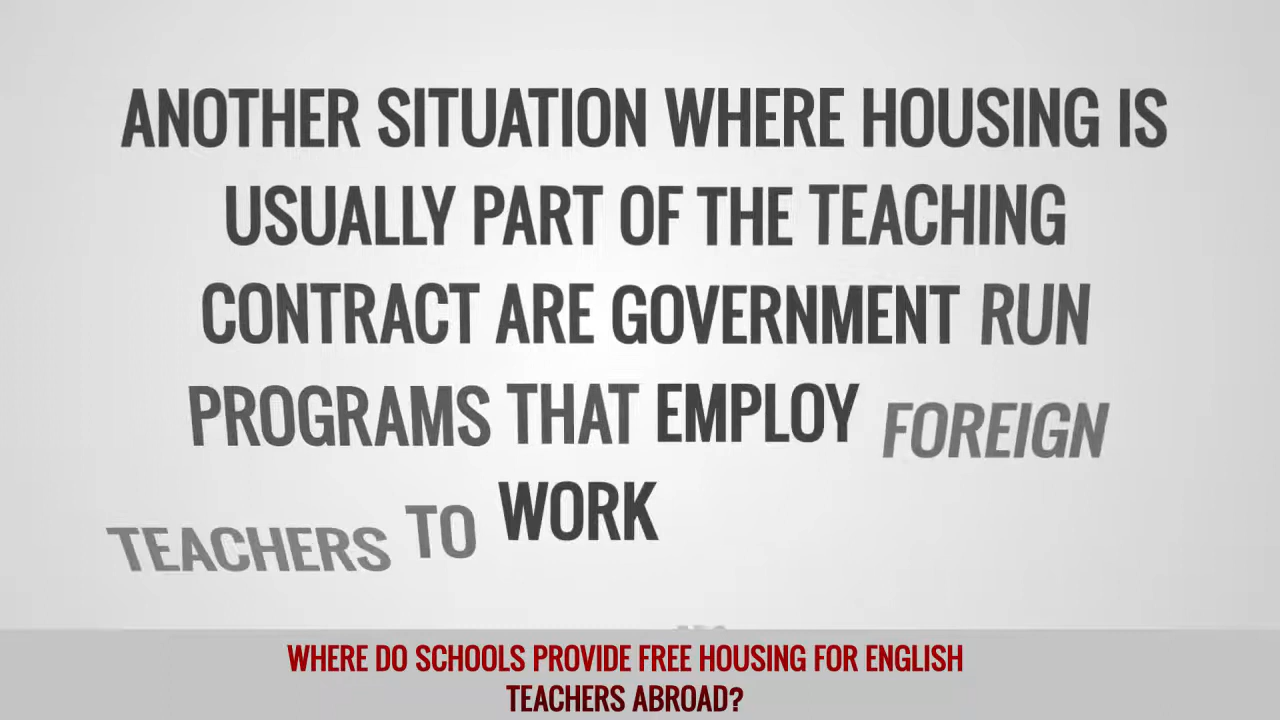 ANOTHER SITUATION WHERE HOUSING IS
USUALLY PART OF THE TEACHING
CONTRACT ARE GOVERNMENT RUN
PROGRAMS THAT EMPLOY FOREIGN
TEACHERS TO WORK
WHERE DO SCHOOLS PROVIDE FREE HOUSING FOR ENGLISH
TEACHERS ABROAD?